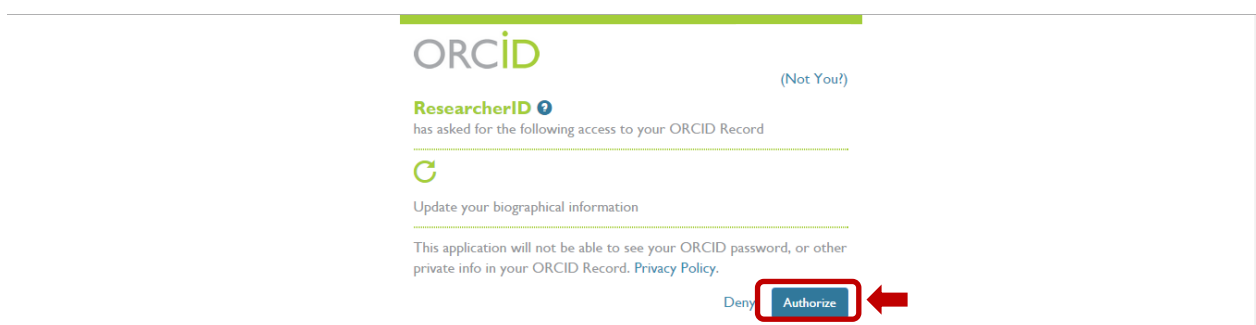 ORCiD
(Not You?)
ResearcherID ?
has asked for the following access to your ORCID Record
Update your biographical information
This application will not be able to see your ORCID password, or other
private info in your ORCID Record. Privacy Policy.
Deny Authorize